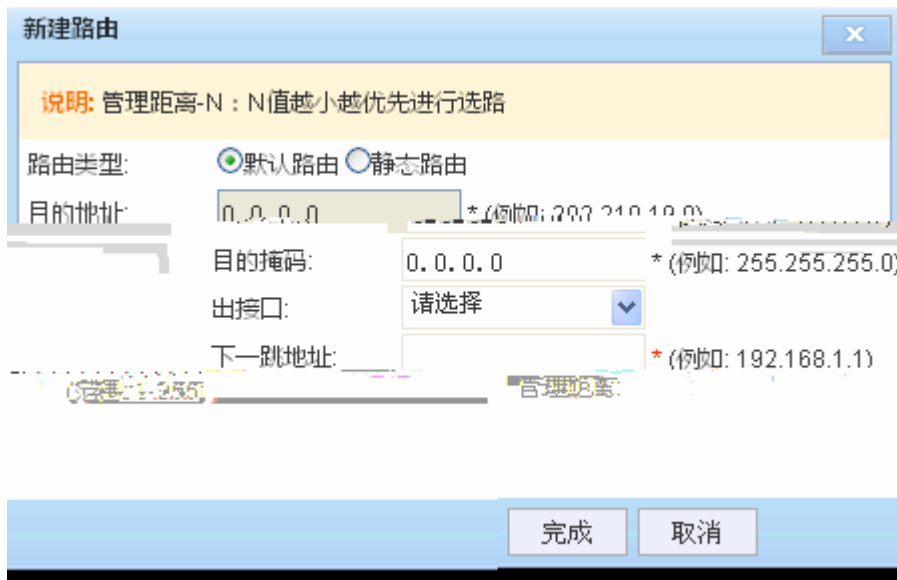 新建路由
说明: 管理距离-N：N值越小越优先进行选路
路由类型: 默认路由 静态路由
目的地址: 0.0.0.0 * (例如:
目的掩码: 0.0.0.0 * (例如: 255.255.255.0)
出接口: 请选择
下一跳地址: * (例如: 192.168.1.1)
管理距离:
完成 取消